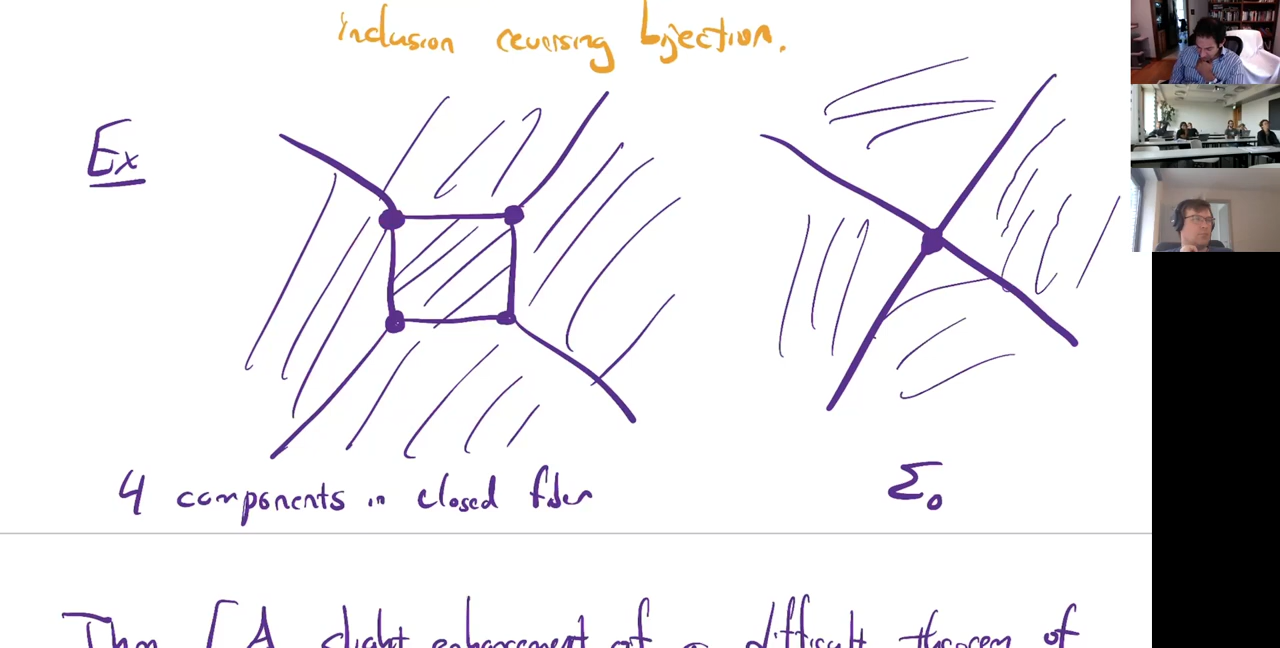 Inclusion reversing bijection.
Ex
4 components in closed fiber
Σ₀
Thm [A slight enhancement of a difficult theorem of